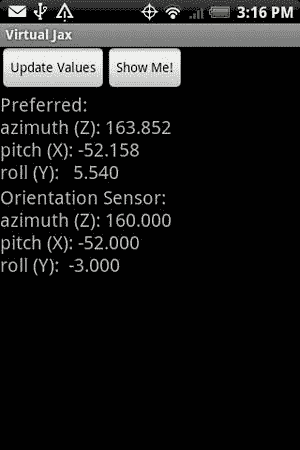 3:16 PM
Virtual Jax
Update Values Show Me!
Preferred:
azimuth (Z): 163.852
pitch (X): -52.158
roll (Y): 5.540
Orientation Sensor:
azimuth (Z): 160.000
pitch (X): -52.000
roll (Y): -3.000